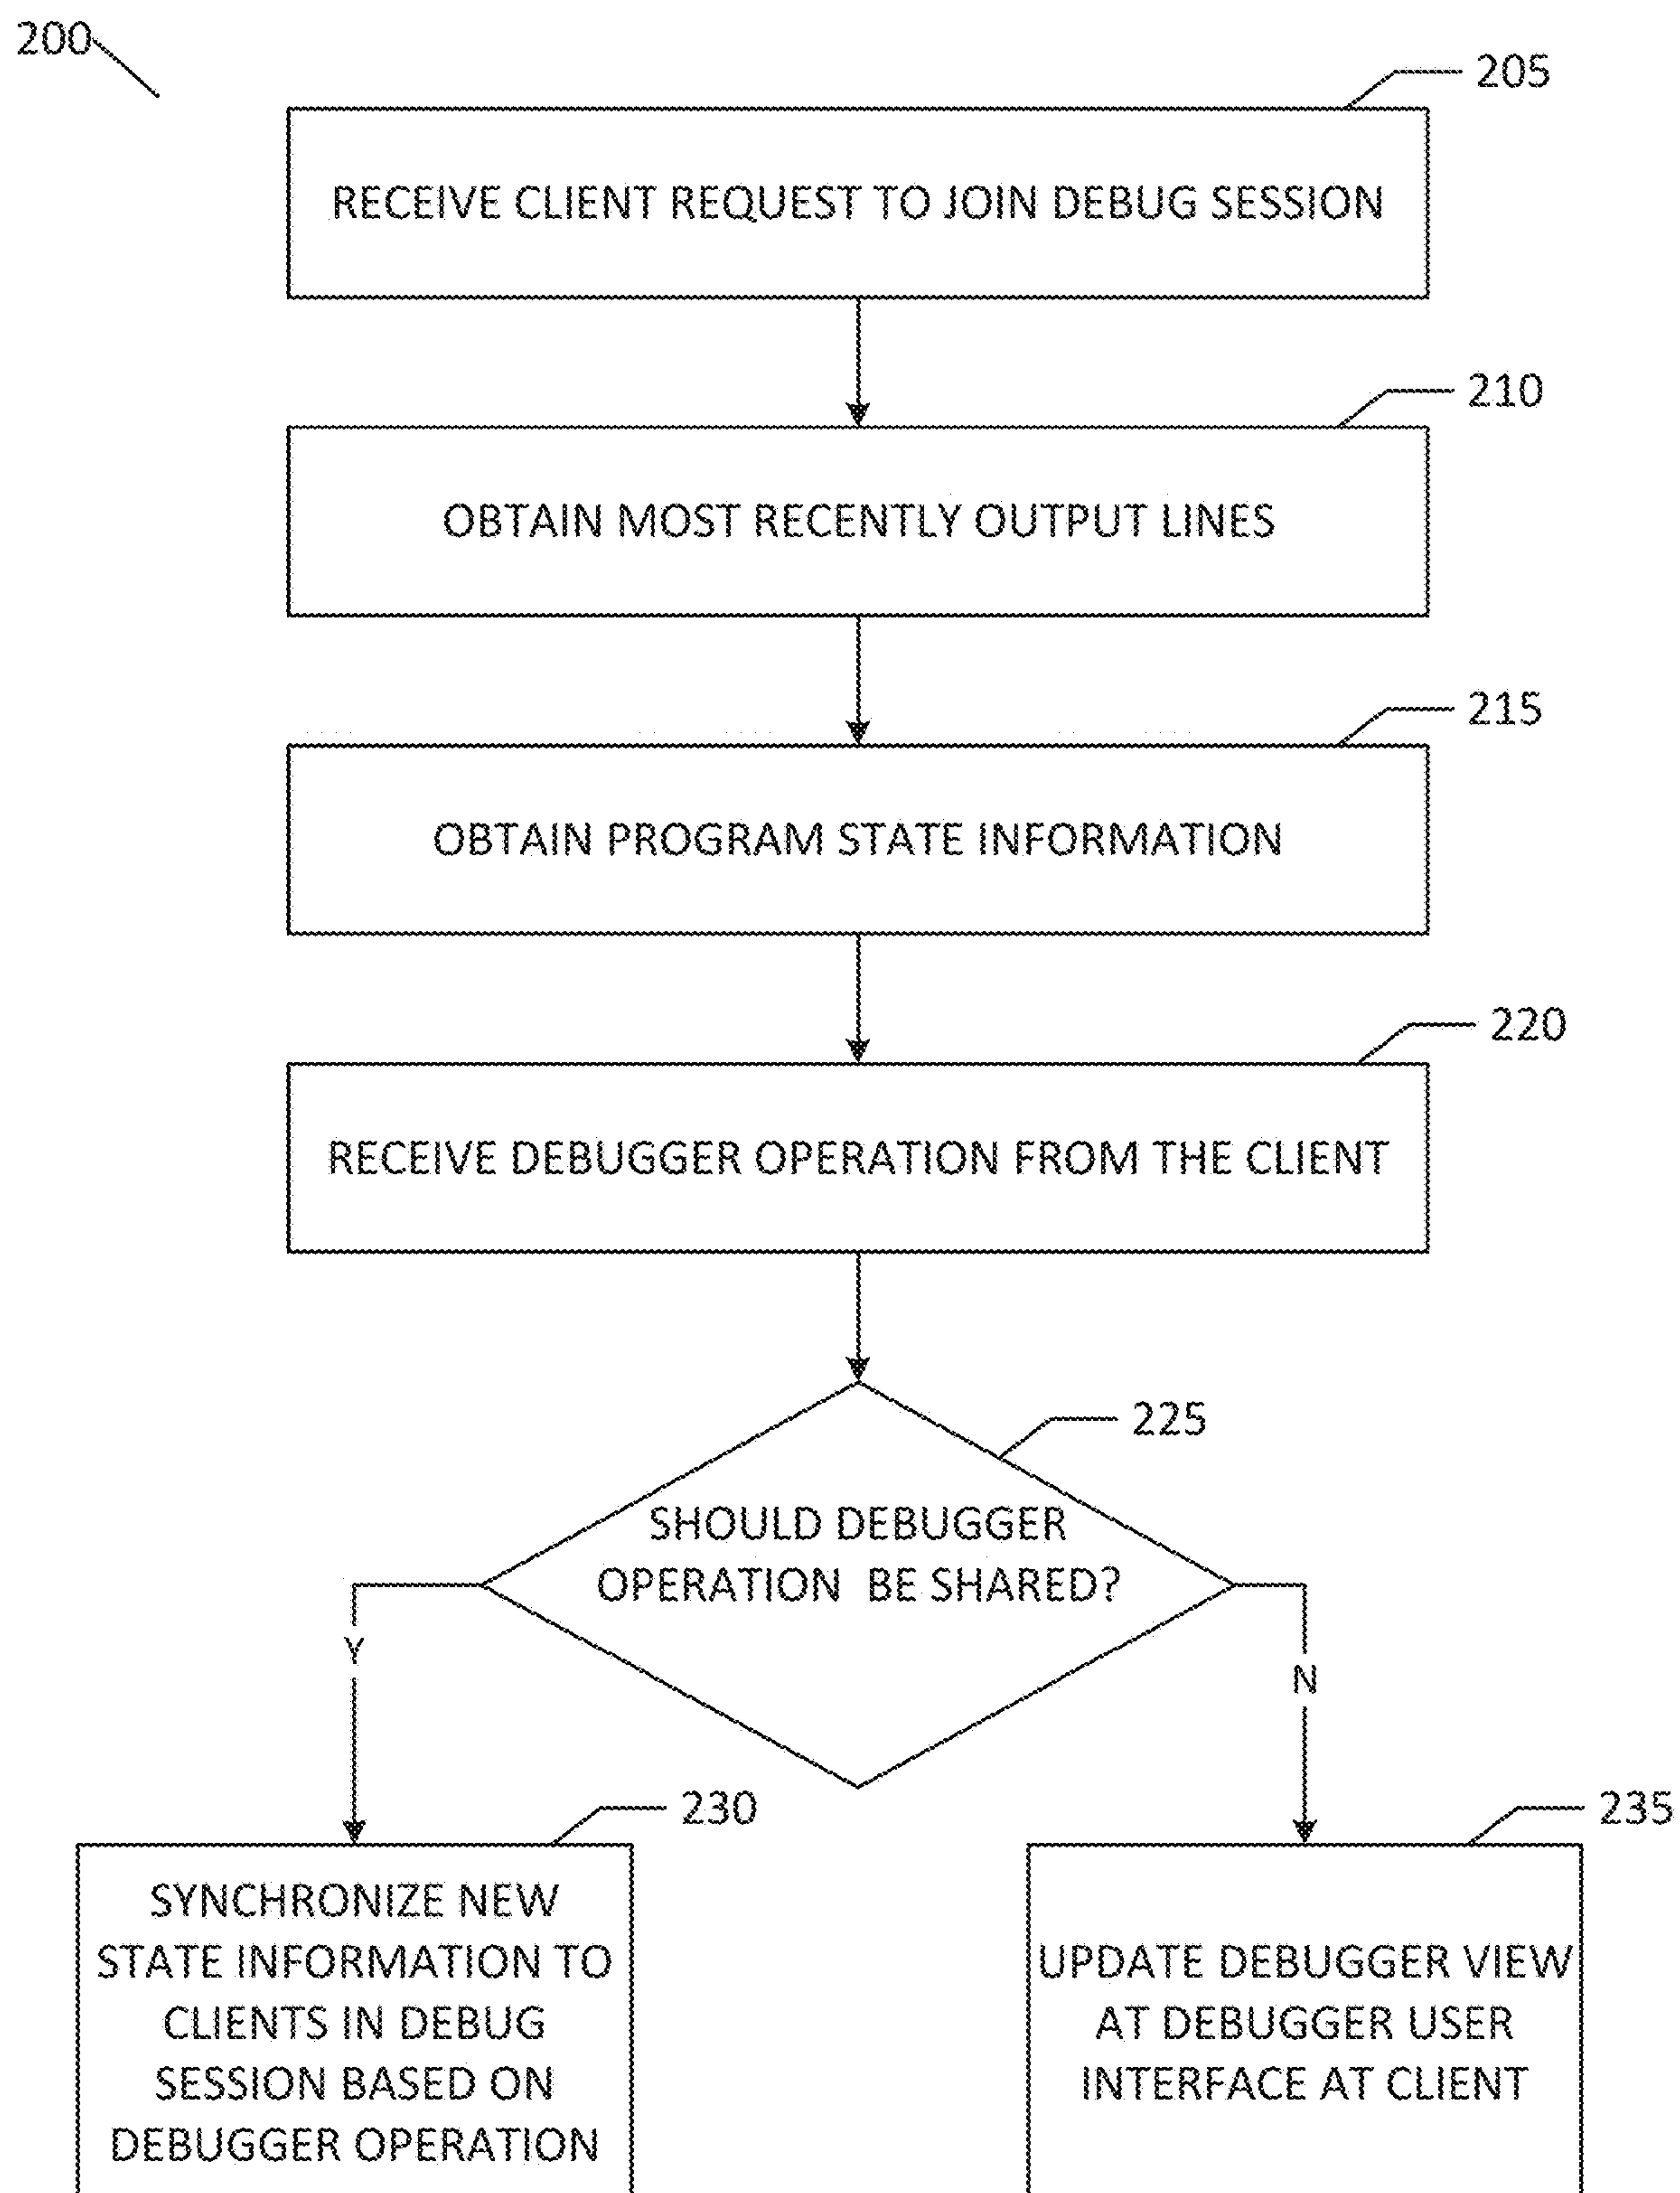 200
205
RECEIVE CLIENT REQUEST TO JOIN DEBUG SESSION
210
OBTAIN MOST RECENTLY OUTPUT LINES
215
OBTAIN PROGRAM STATE INFORMATION
220
RECEIVE DEBUGGER OPERATION FROM THE CLIENT
225
SHOULD DEBUGGER
OPERATION BE SHARED?
Y
N
230
SYNCHRONIZE NEW
STATE INFORMATION TO
CLIENTS IN DEBUG
SESSION BASED ON
DEBUGGER OPERATION
235
UPDATE DEBUGGER VIEW
AT DEBUGGER USER
INTERFACE AT CLIENT